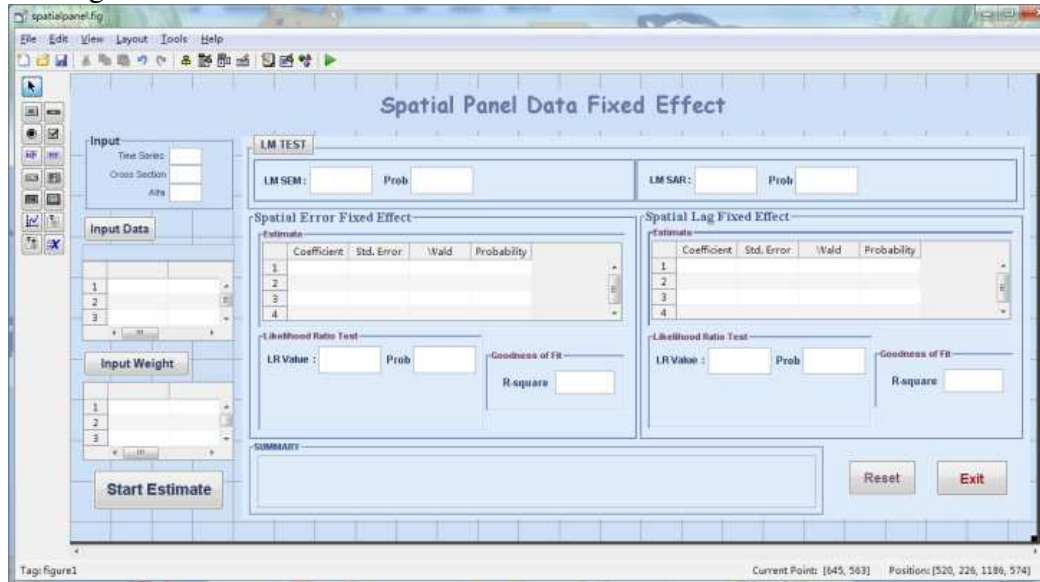 spatialpanel.fig
File Edit View Layout Tools Help
Spatial Panel Data Fixed Effect
Input
Time Series
Cross Section
Alfa
Input Data
1
2
3
Input Weight
1
2
3
Start Estimate
LM TEST
LM SEM : Prob
LM SAR : Prob
Spatial Error Fixed Effect
Estimate
Coefficient Std. Error Wald Probability
1
2
3
4
Likelihood Ratio Test
LR Value : Prob
Goodness of Fit
R-square
Spatial Lag Fixed Effect
Estimate
Coefficient Std. Error Wald Probability
1
2
3
4
Likelihood Ratio Test
LR Value : Prob
Goodness of Fit
R-square
SUMMARY
Reset
Exit
Tag: figure1
Current Point: [645, 563] Position: [520, 226, 1186, 574]